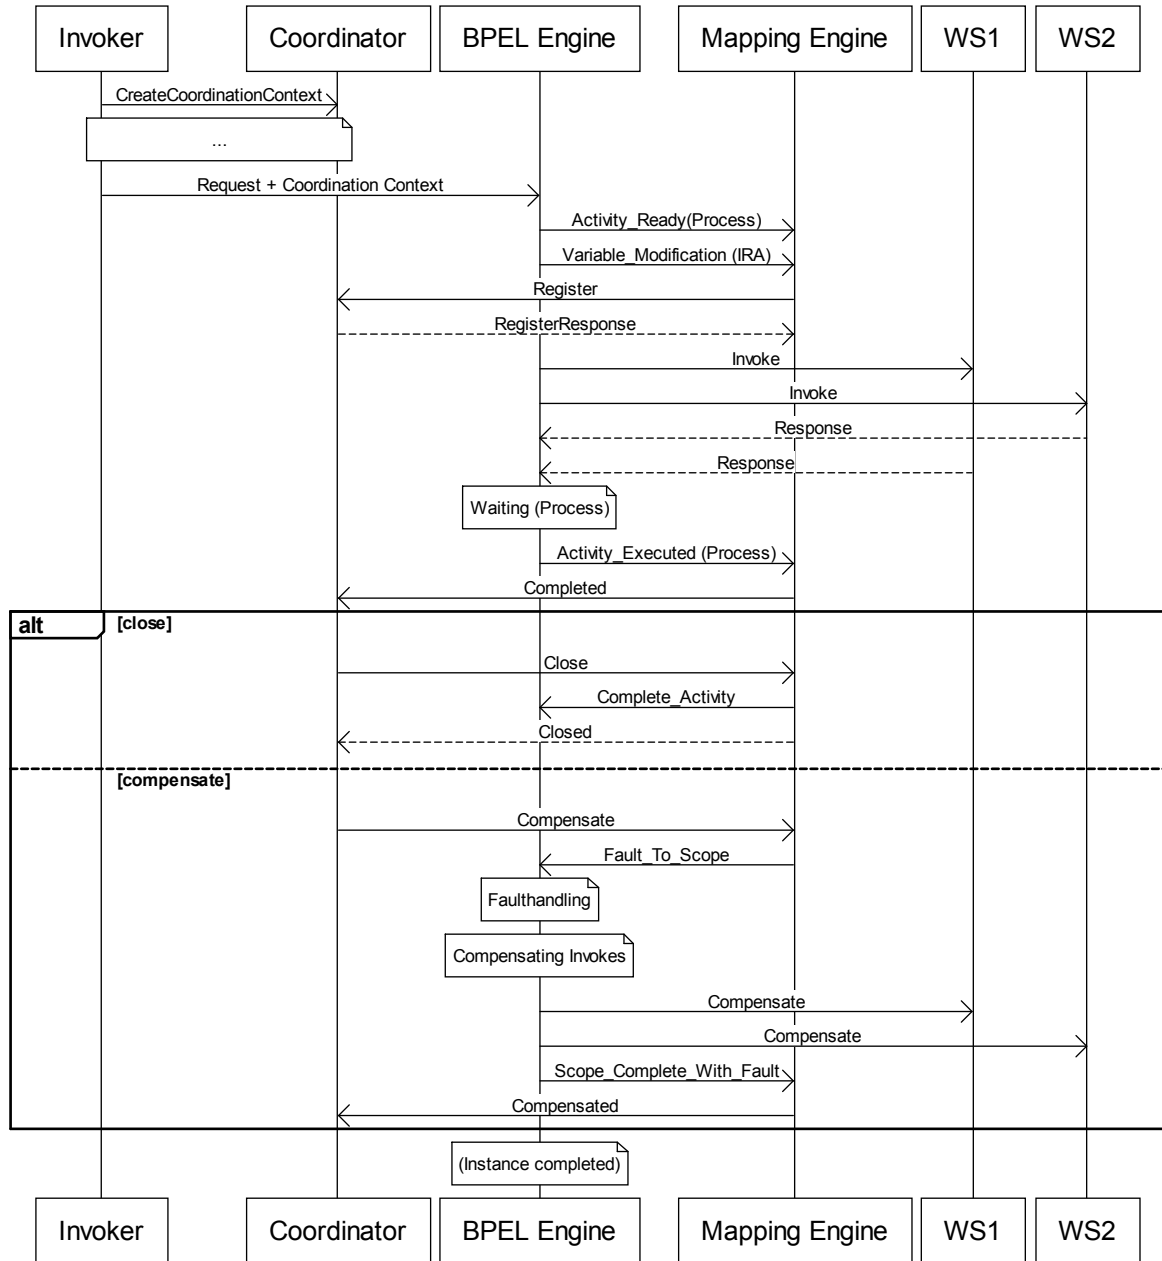 Invoker Coordinator BPEL Engine Mapping Engine WS1 WS2
CreateCoordinationContext
...
Request + Coordination Context
Activity_Ready(Process)
Variable_Modification (IRA)
Register
RegisterResponse
Invoke
Invoke
Response
Response
Waiting (Process)
Activity_Executed (Process)
Completed
alt [close]
Close
Complete_Activity
Closed
[compensate]
Compensate
Fault_To_Scope
Faulthandling
Compensating Invokes
Compensate
Compensate
Scope_Complete_With_Fault
Compensated
(Instance completed)
Invoker Coordinator BPEL Engine Mapping Engine WS1 WS2